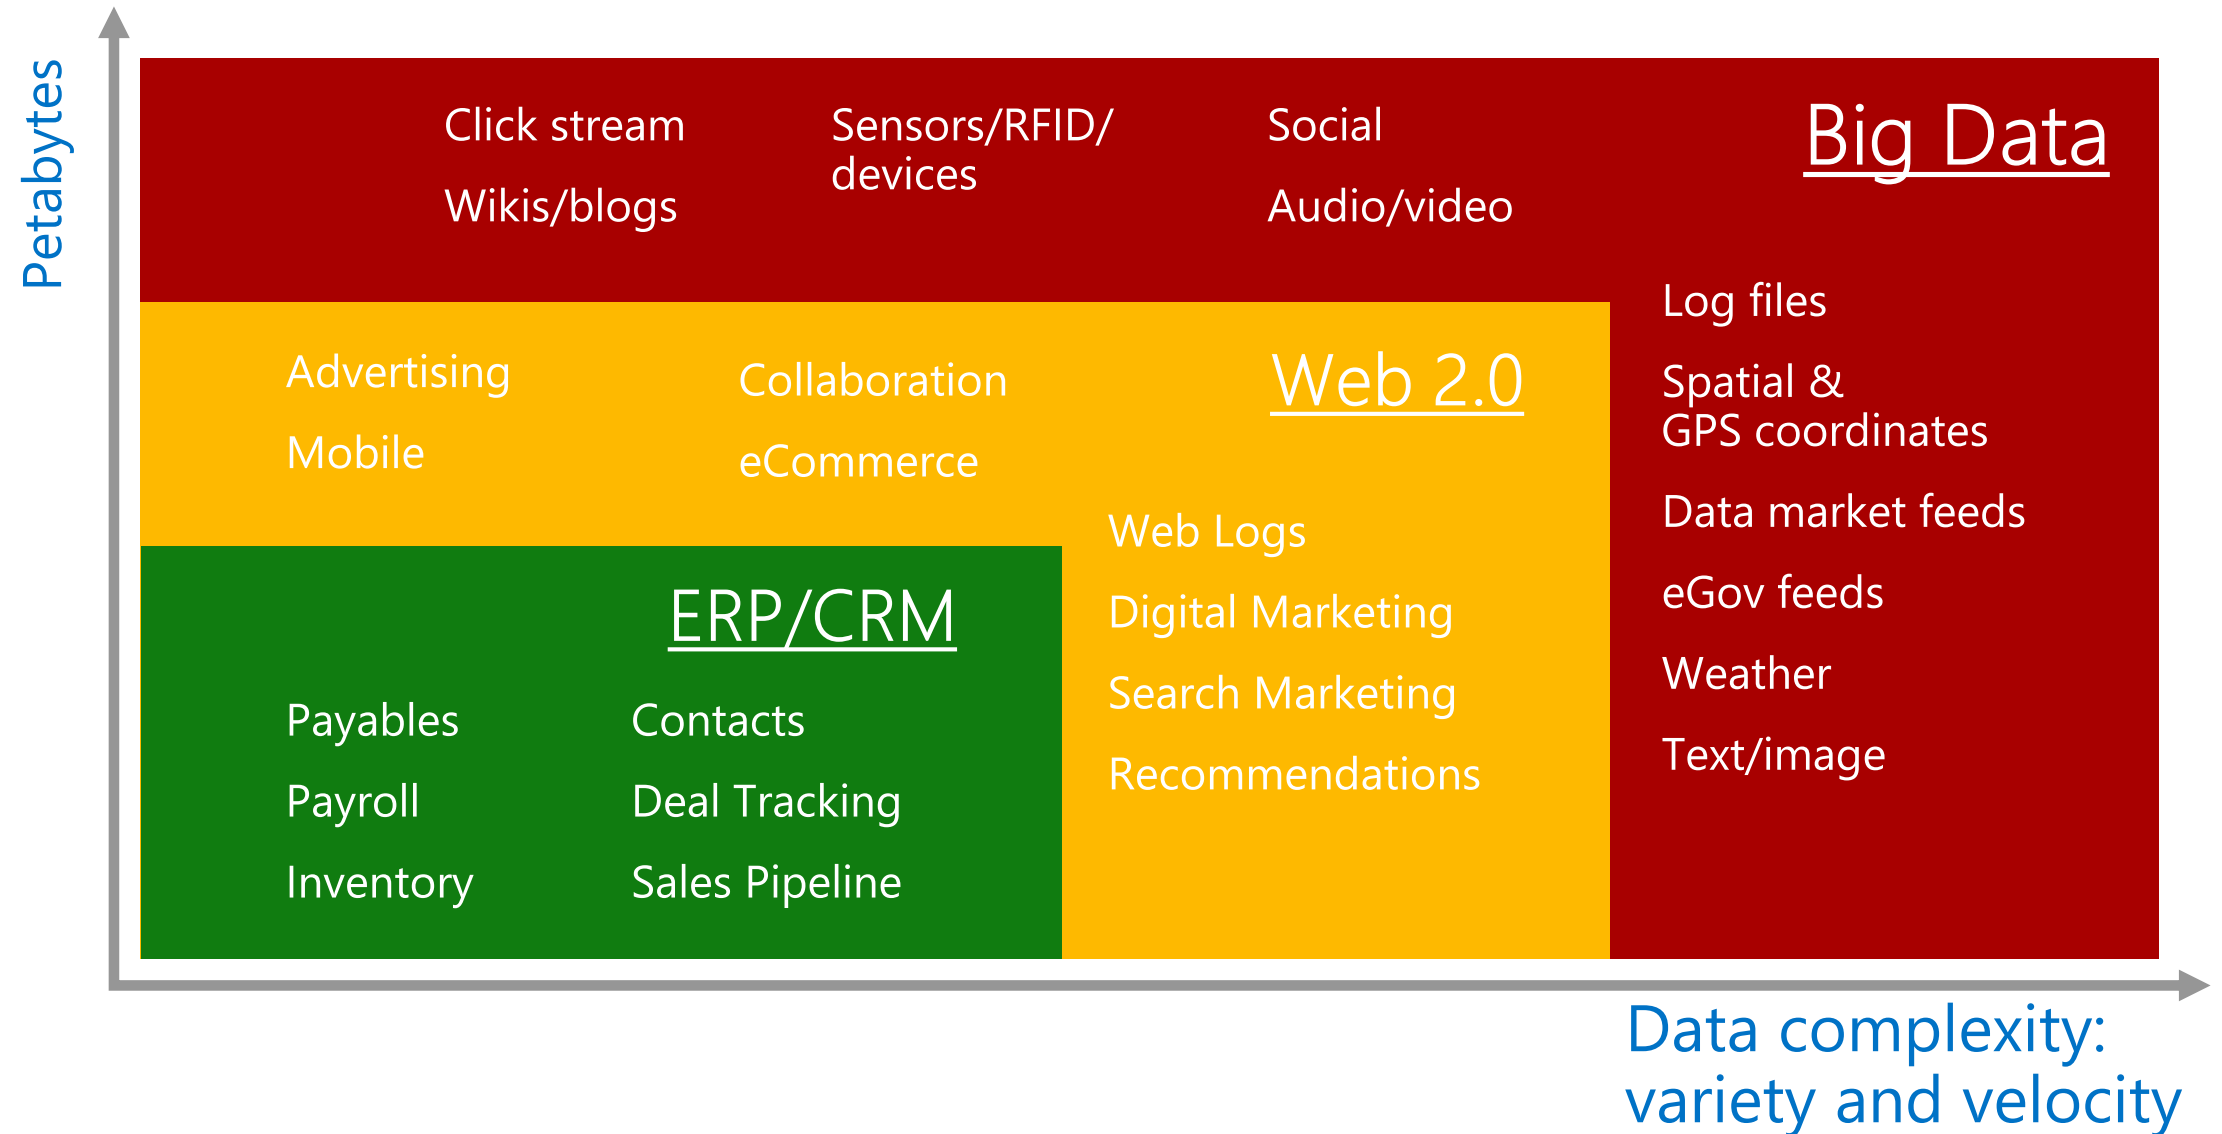 Petabytes
Click stream
Wikis/blogs
Sensors/RFID/
devices
Social
Audio/video
Big Data
Log files
Spatial &
GPS coordinates
Data market feeds
eGov feeds
Weather
Text/image
Advertising
Mobile
Collaboration
eCommerce
Web 2.0
Web Logs
Digital Marketing
Search Marketing
Recommendations
ERP/CRM
Payables
Payroll
Inventory
Contacts
Deal Tracking
Sales Pipeline
Data complexity:
variety and velocity